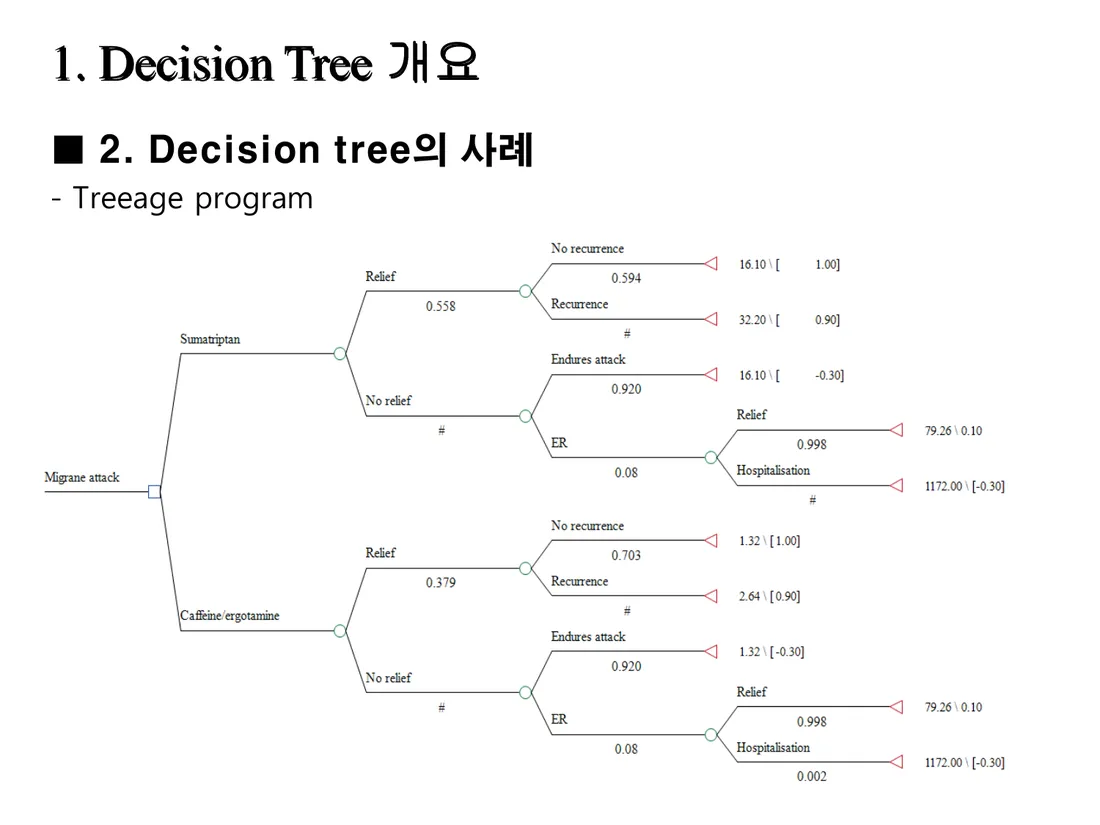 1. Decision Tree 개요
■ 2. Decision tree의 사례
- Treeage program
No recurrence
16.10 \ [ 1.00]
0.594
Relief
0.558
Recurrence
32.20 \ [ 0.90]
#
Sumatriptan
Endures attack
16.10 \ [ -0.30]
0.920
No relief
#
Relief
79.26 \ 0.10
0.998
ER
0.08
Hospitalisation
1172.00 \ [-0.30]
#
Migrane attack
No recurrence
1.32 \ [1.00]
0.703
Relief
0.379
Recurrence
2.64 \ [0.90]
#
Caffeine/ergotamine
Endures attack
1.32 \ [-0.30]
0.920
No relief
#
Relief
79.26 \ 0.10
0.998
ER
0.08
Hospitalisation
1172.00 \ [-0.30]
0.002